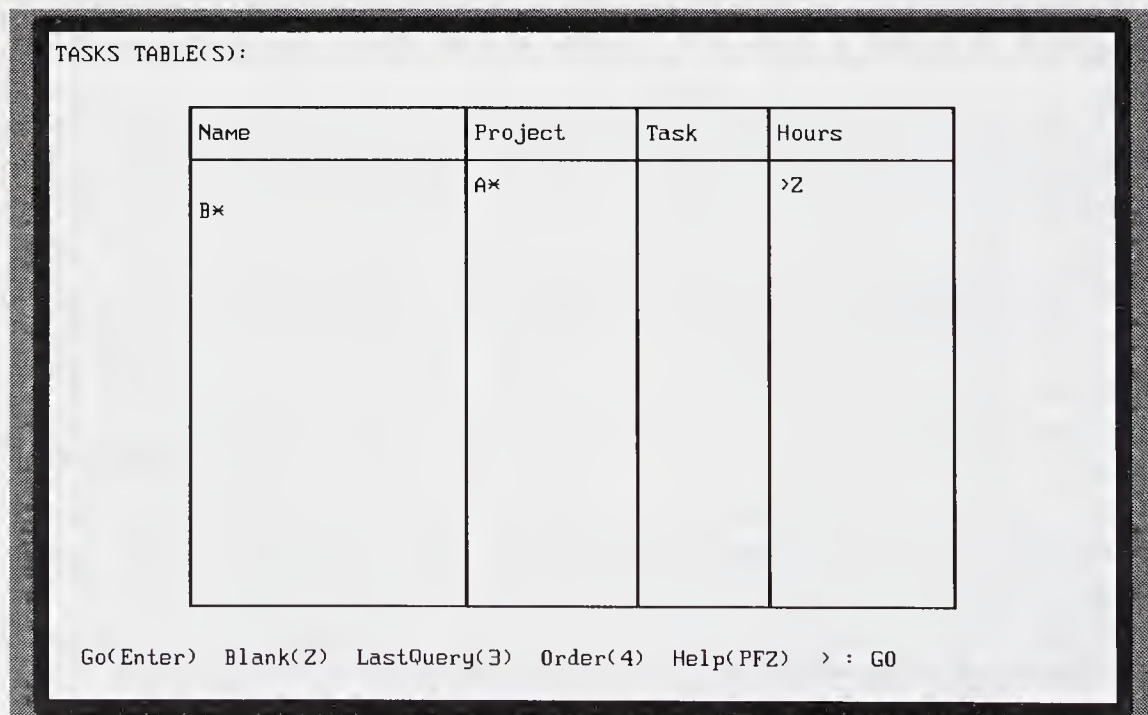 TASKS TABLE(S):
Name Project Task Hours
A* >2
B*
Go(Enter) Blank(2) LastQuery(3) Order(4) Help(PF2) > : GO